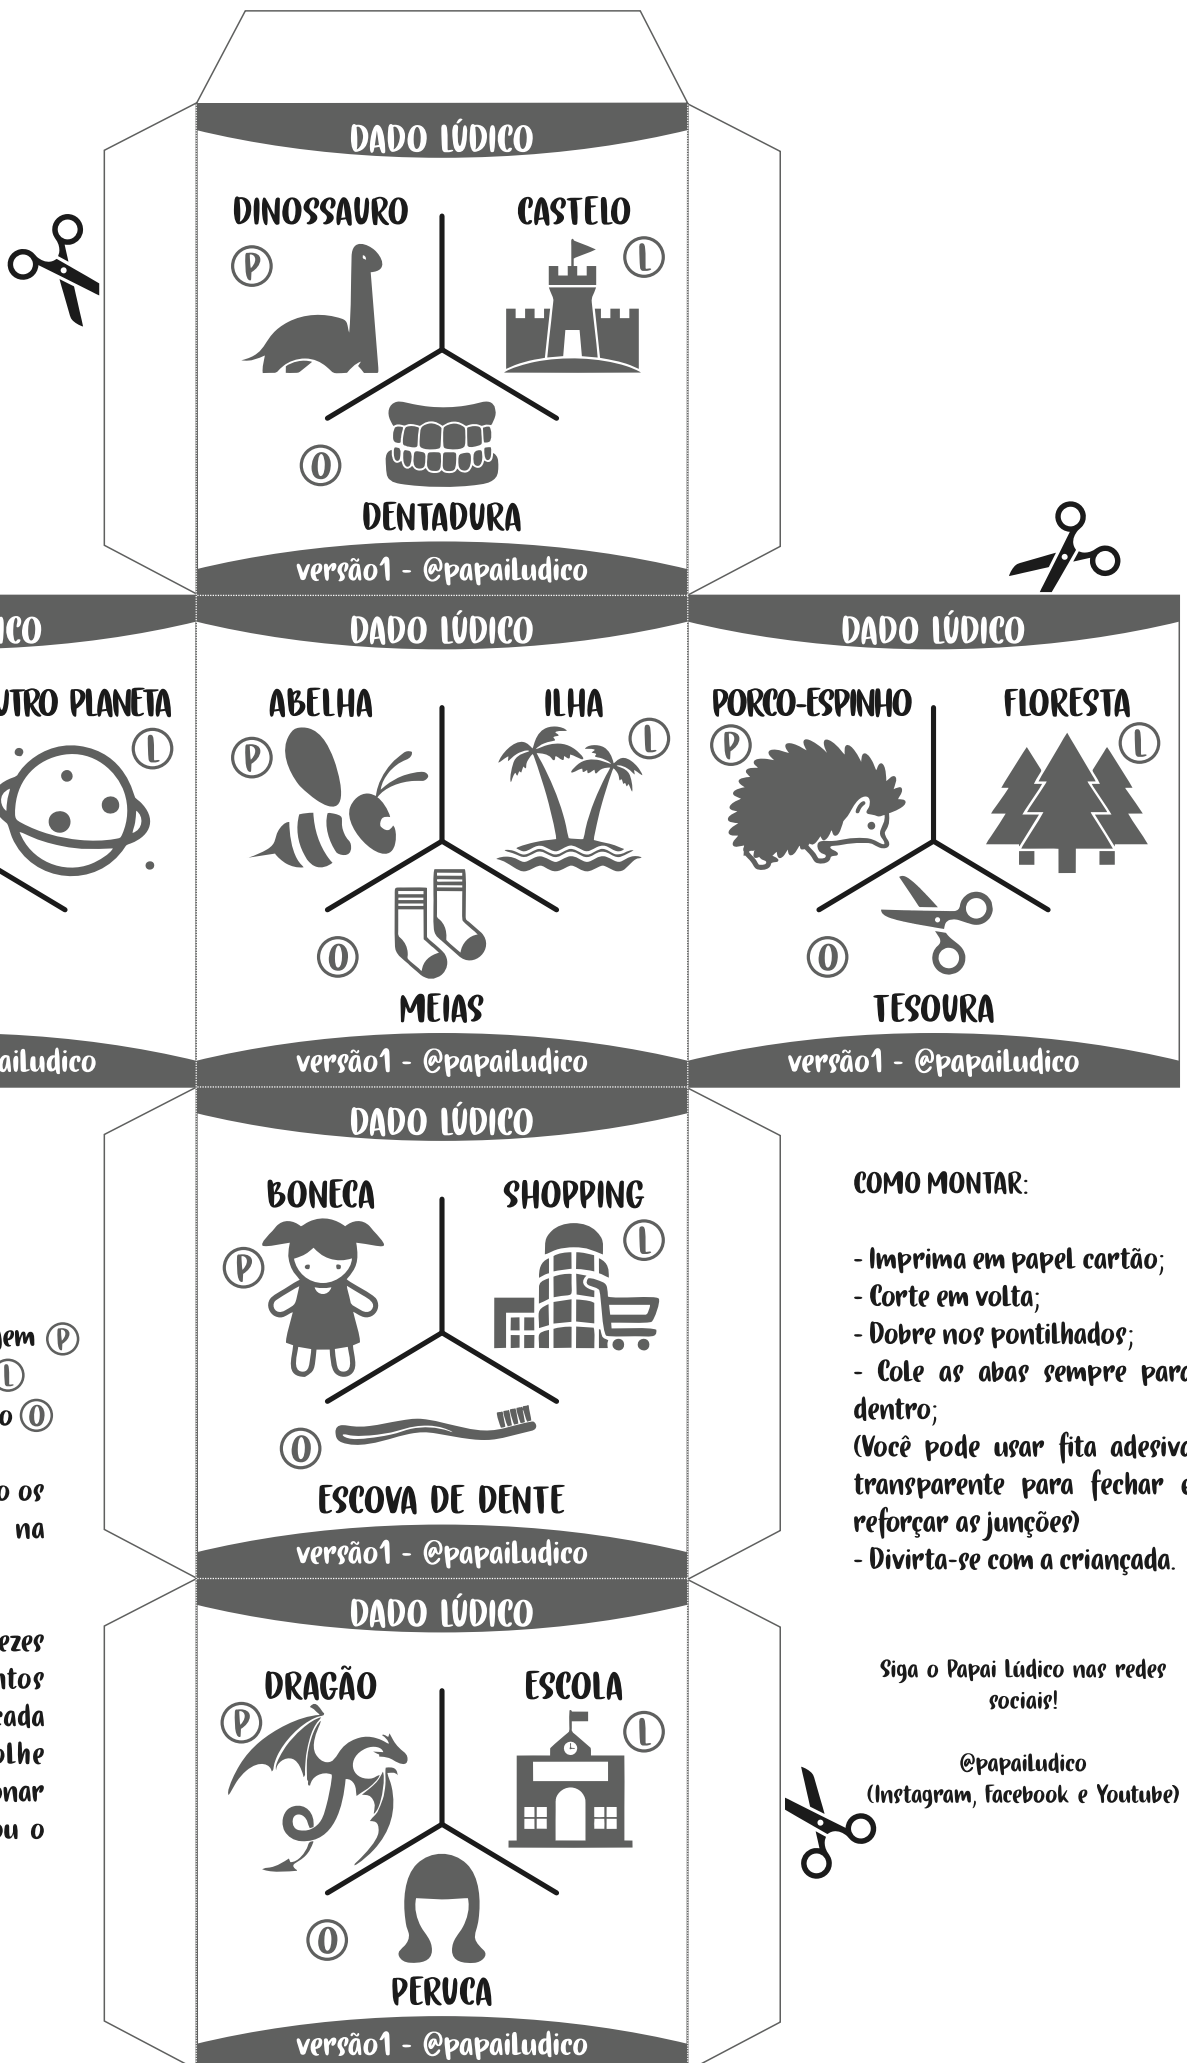 DADO LÚDICO
DINOSSAURO CASTELO
P L
O
DENTADURA
versão1 - @papaiLudico
DADO LÚDICO
PLANETA
L
DADO LÚDICO
ABELHA ILHA
P L
O
MEIAS
versão1 - @papaiLudico
DADO LÚDICO
PORCO-ESPINHO FLORESTA
P L
O
TESOURA
versão1 - @papaiLudico
DADO LÚDICO
BONECA SHOPPING
P L
O
ESCOVA DE DENTE
versão1 - @papaiLudico
DADO LÚDICO
DRAGÃO ESCOLA
P L
O
PERUCA
versão1 - @papaiLudico
P
L
O
os
na
o
COMO MONTAR:
- Imprima em papel cartão;
- Corte em volta;
- Dobre nos pontilhados;
- Cole as abas sempre para
dentro;
(Você pode usar fita adesiva
transparente para fechar e
reforçar as junções)
- Divirta-se com a criançada.
Siga o Papai Lúdico nas redes
sociais!
@papaiLudico
(Instagram, Facebook e Youtube)